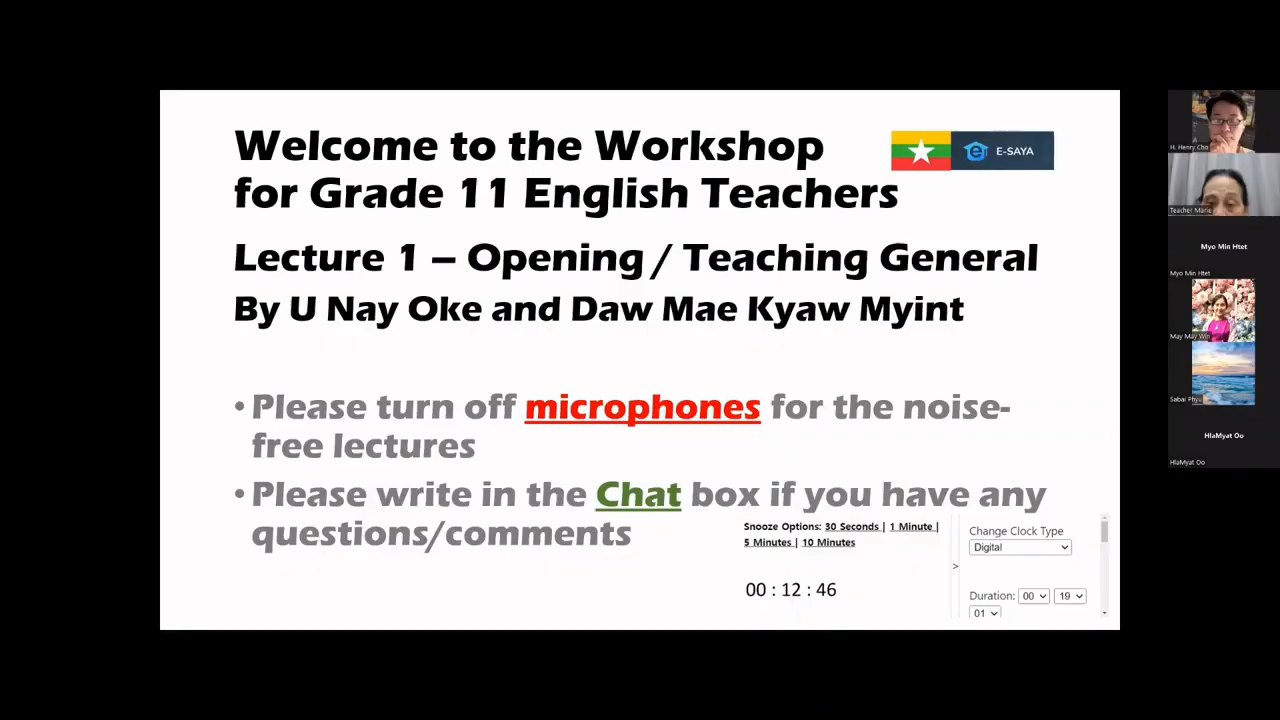 Welcome to the Workshop
for Grade 11 English Teachers
E-SAYA
Lecture 1 – Opening / Teaching General
By U Nay Oke and Daw Mae Kyaw Myint
• Please turn off microphones for the noise-
free lectures
• Please write in the Chat box if you have any
questions/comments
Snooze Options: 30 Seconds | 1 Minute |
5 Minutes | 10 Minutes
00 : 12 : 46
>
Change Clock Type
Digital
Duration: 00 19
01
H. Henry Cho
Teacher Marie
Myo Min Htet
Myo Min Htet
May May Win
Sabai Phyu
HlaMyat Oo
HlaMyat Oo